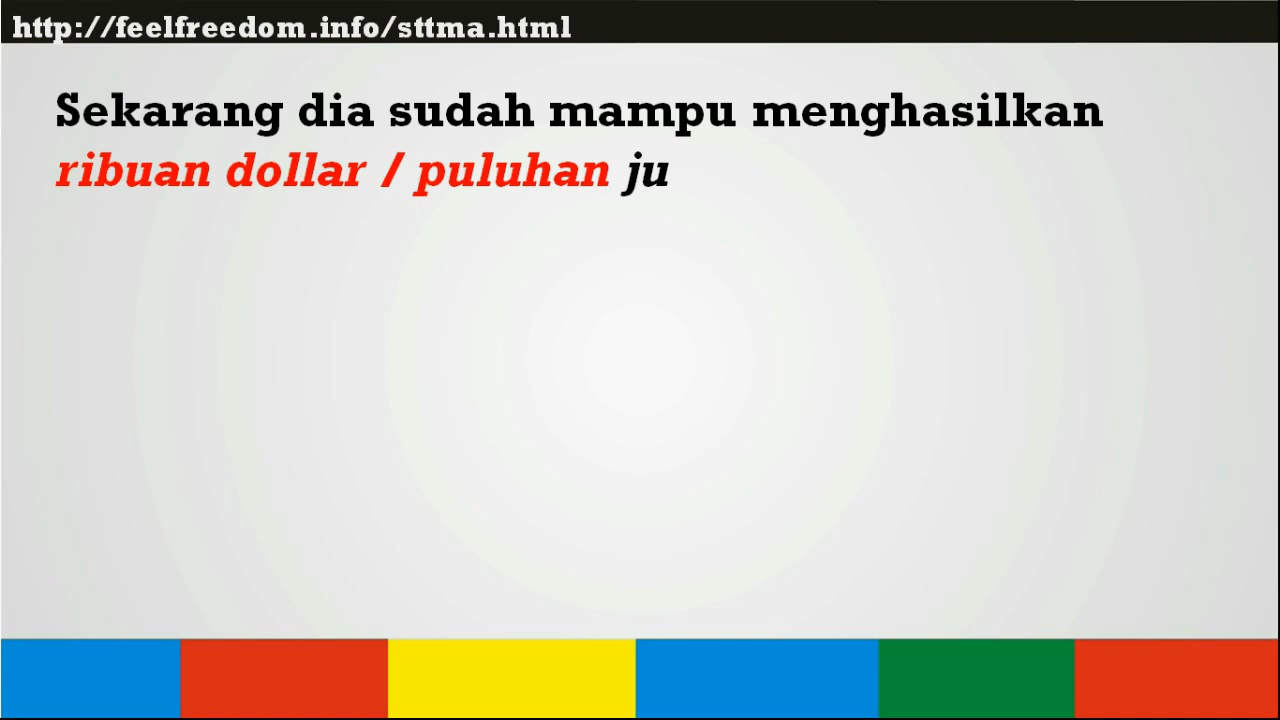 http://feelfreedom.info/sttma.html
Sekarang dia sudah mampu menghasilkan
ribuan dollar / puluhan ju